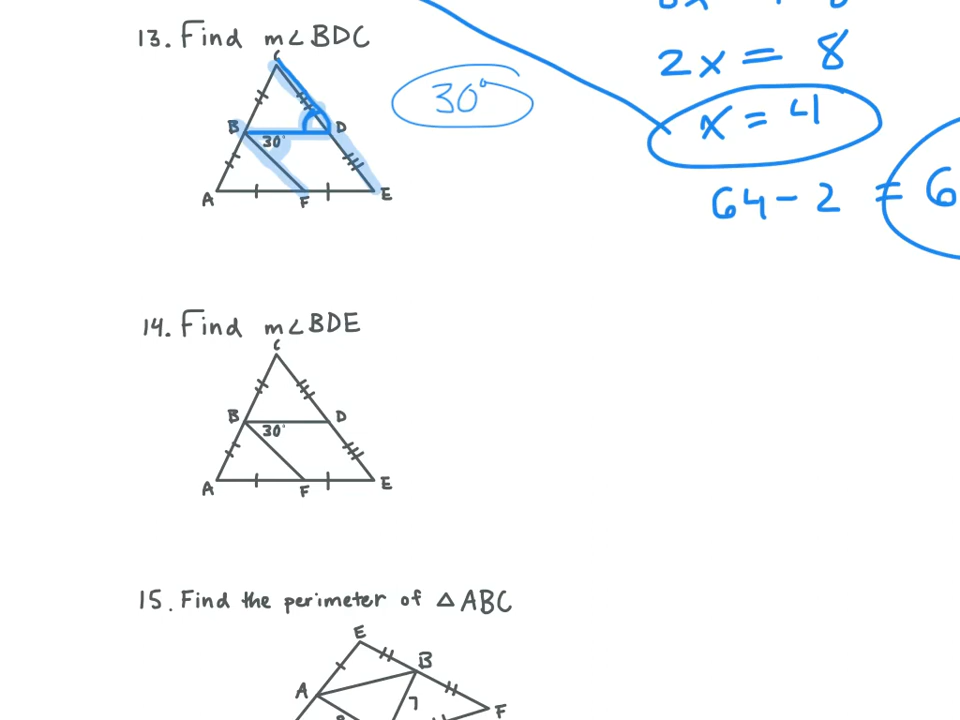 13. Find m∠BDC
C
B
D
30°
A
F
E
30°
2x = 8
x = 4
64 - 2 = 6
14. Find m∠BDE
C
B
D
30°
A
F
E
15. Find the perimeter of △ABC
E
B
A
7
F